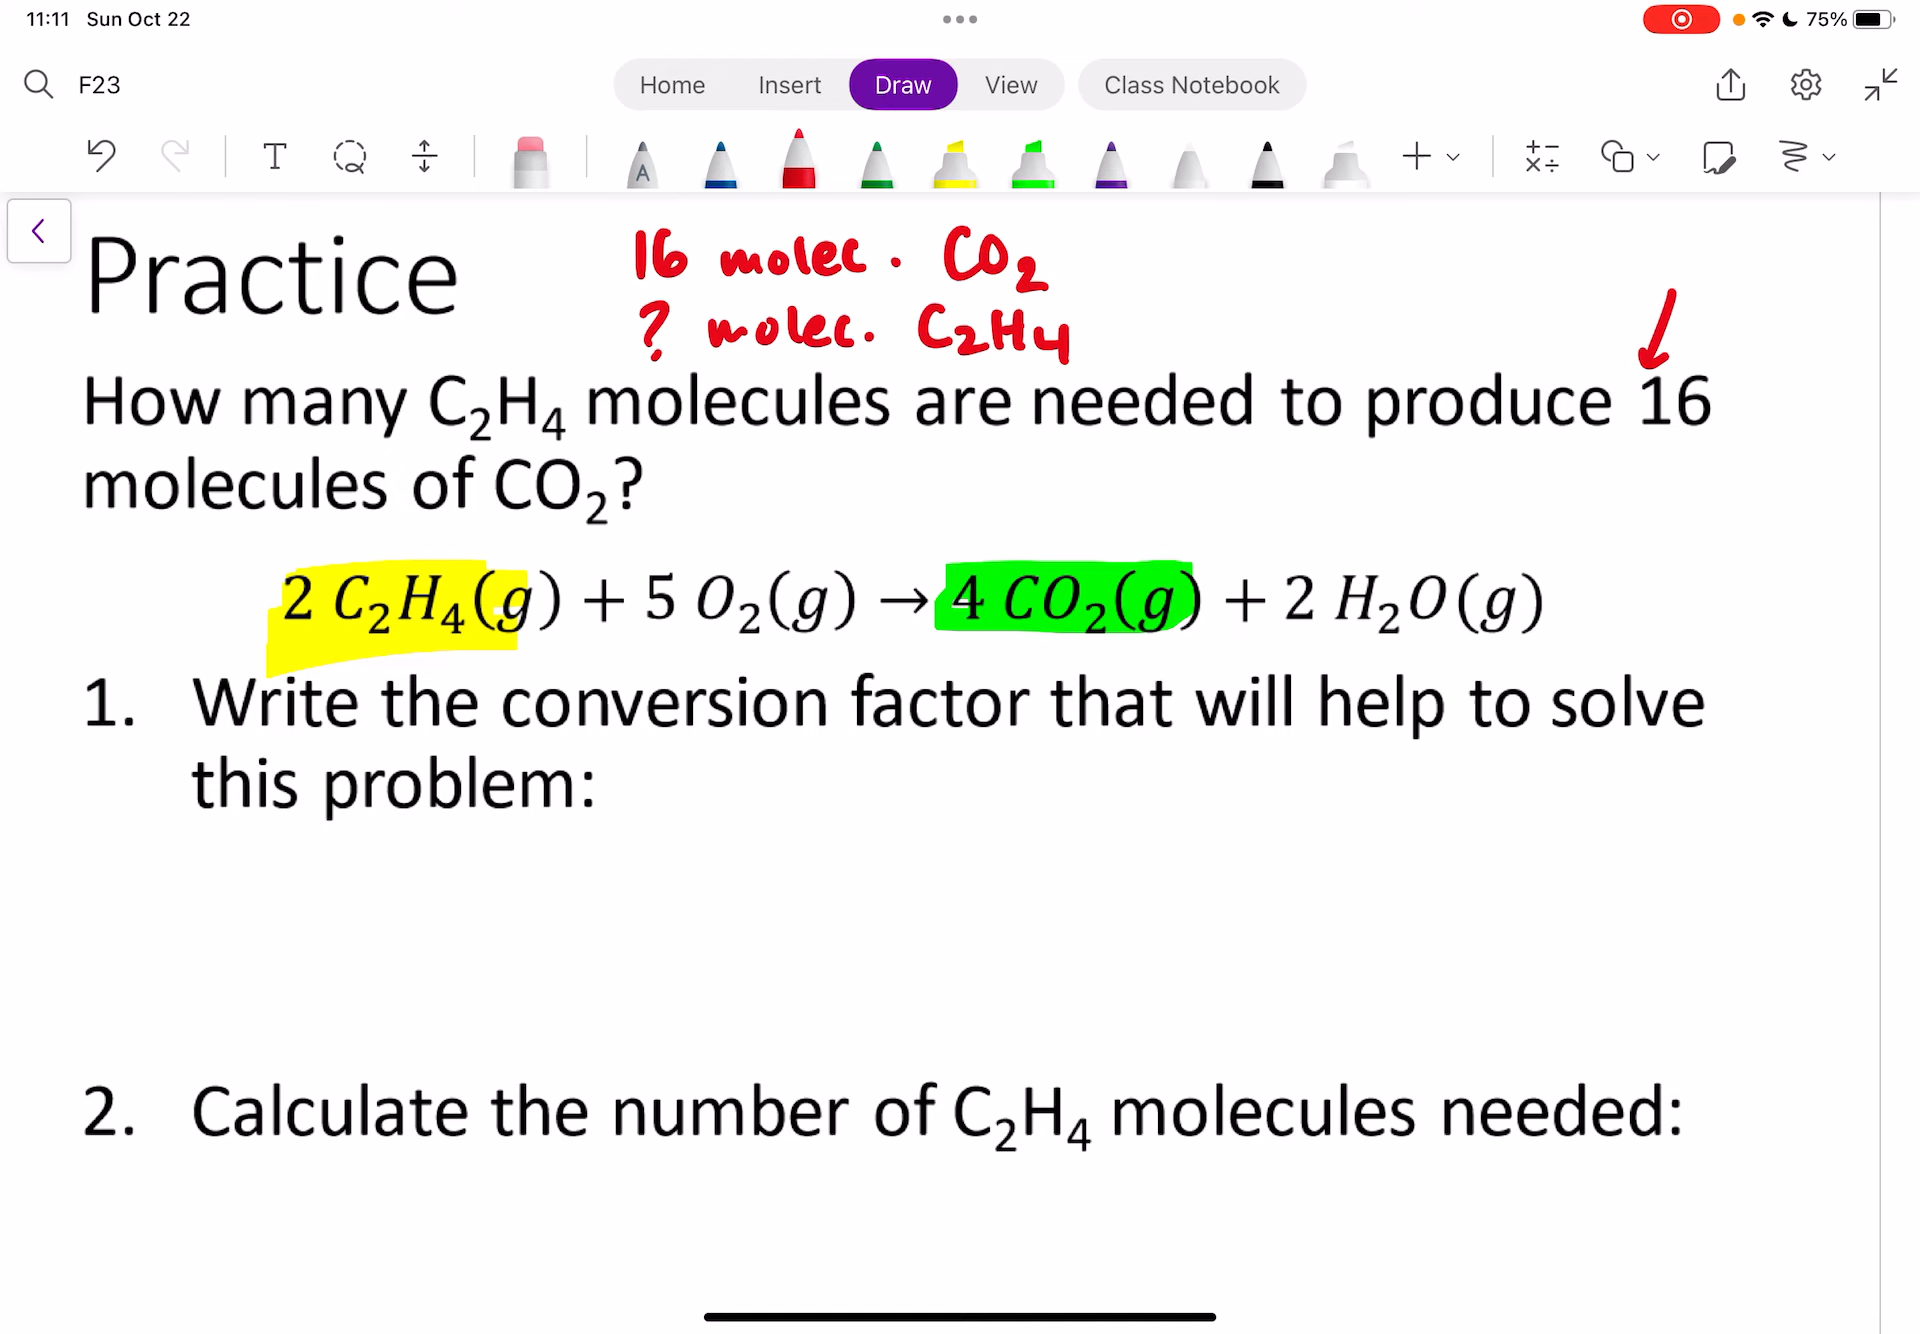 11:11 Sun Oct 22
75%
F23
Home Insert Draw View Class Notebook
T
A
Practice
16 molec. CO₂
? molec. C₂H₄
How many C₂H₄ molecules are needed to produce 16
molecules of CO₂?
2 C₂H₄(g) + 5 O₂(g) → 4 CO₂(g) + 2 H₂O(g)
1. Write the conversion factor that will help to solve
this problem:
2. Calculate the number of C₂H₄ molecules needed: